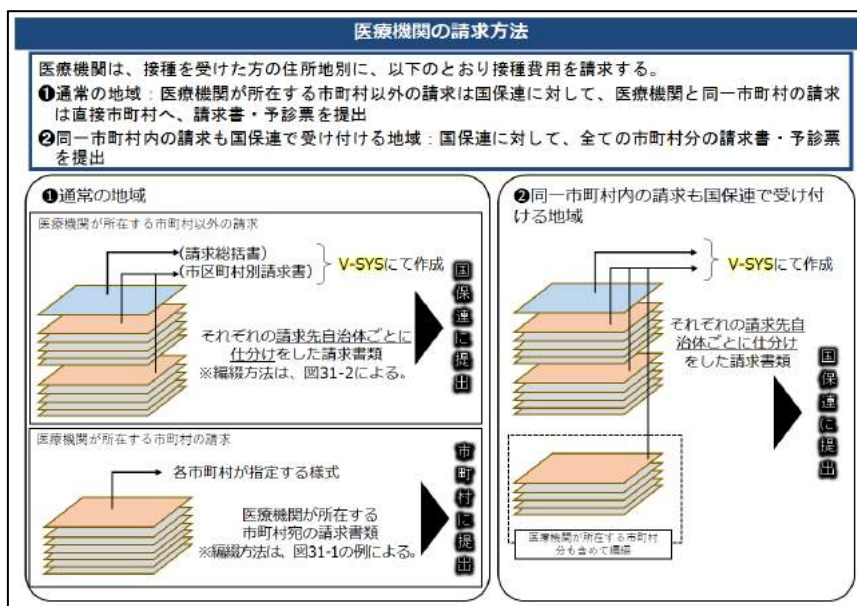 医療機関の請求方法
医療機関は、接種を受けた方の住所地別に、以下のとおり接種費用を請求する。
❶通常の地域：医療機関が所在する市町村以外の請求は国保連に対して、医療機関と同一市町村の請求
は直接市町村へ、請求書・予診票を提出
❷同一市町村内の請求も国保連で受け付ける地域：国保連に対して、全ての市町村分の請求書・予診票
を提出
❶通常の地域
医療機関が所在する市町村以外の請求
(請求総括書)
(市区町村別請求書)
V-SYSにて作成
それぞれの請求先自治体ごとに
仕分けをした請求書類
※編綴方法は、図31-2による。
国保連に提出
医療機関が所在する市町村の請求
各市町村が指定する様式
医療機関が所在する
市町村宛の請求書類
※編綴方法は、図31-1の例による。
市町村に提出
❷同一市町村内の請求も国保連で受け付
ける地域
V-SYSにて作成
それぞれの請求先自
治体ごとに仕分け
をした請求書類
国保連に提出
医療機関が所在する市町村
分も含めて編綴